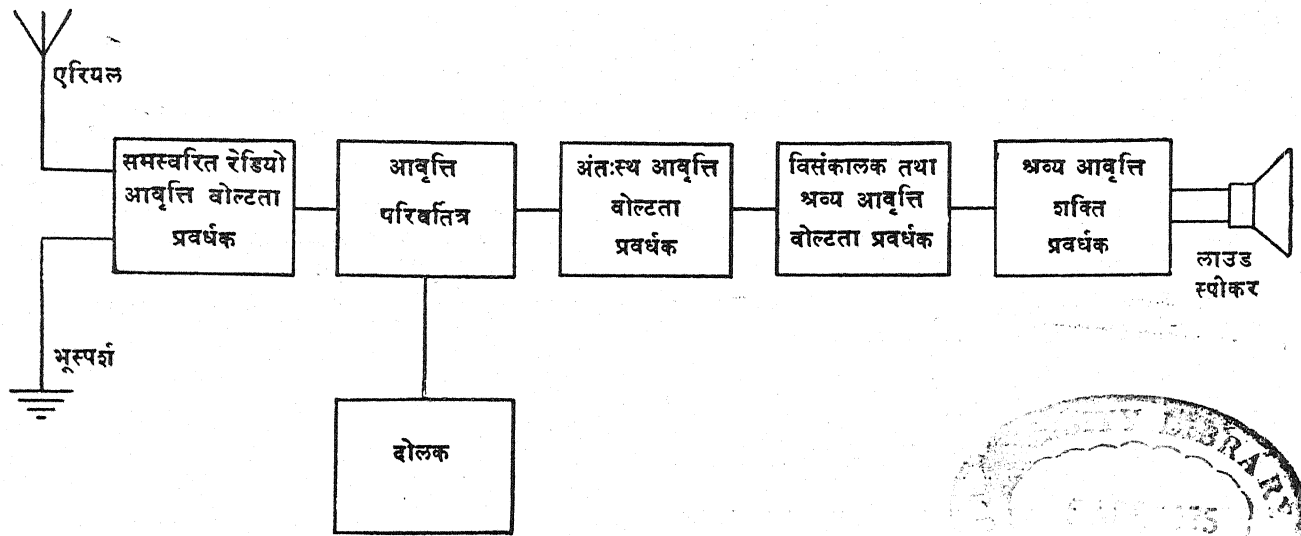 एरियल
समस्वरित रेडियो
आवृत्ति वोल्टता
प्रवर्धक
आवृत्ति
परिवर्तित्र
अंतःस्थ आवृत्ति
वोल्टता
प्रवर्धक
विसंकालक तथा
श्रव्य आवृत्ति
वोल्टता प्रवर्धक
श्रव्य आवृत्ति
शक्ति
प्रवर्धक
लाउड
स्पीकर
भूस्पर्श
दोलक
LIBRARY